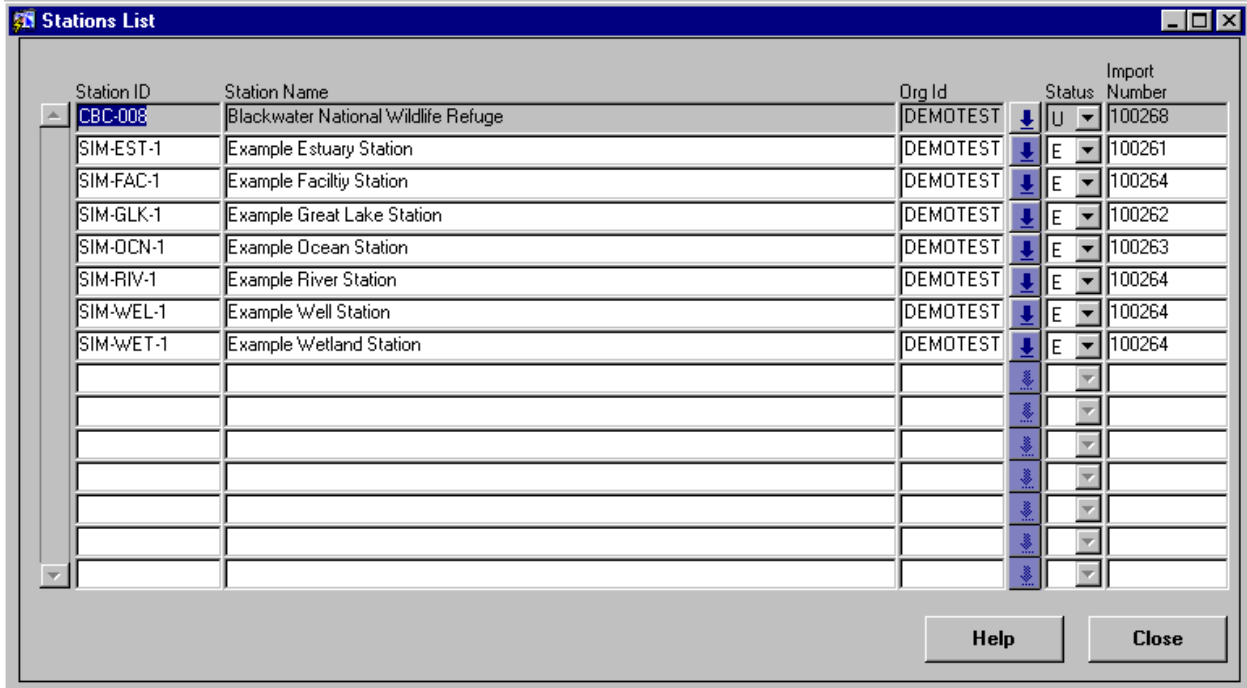 Stations List
Station ID Station Name Org Id Status Import Number
CBC-008 Blackwater National Wildlife Refuge DEMOTEST U 100268
SIM-EST-1 Example Estuary Station DEMOTEST E 100261
SIM-FAC-1 Example Faciltiy Station DEMOTEST E 100264
SIM-GLK-1 Example Great Lake Station DEMOTEST E 100262
SIM-OCN-1 Example Ocean Station DEMOTEST E 100263
SIM-RIV-1 Example River Station DEMOTEST E 100264
SIM-WEL-1 Example Well Station DEMOTEST E 100264
SIM-WET-1 Example Wetland Station DEMOTEST E 100264
Help Close